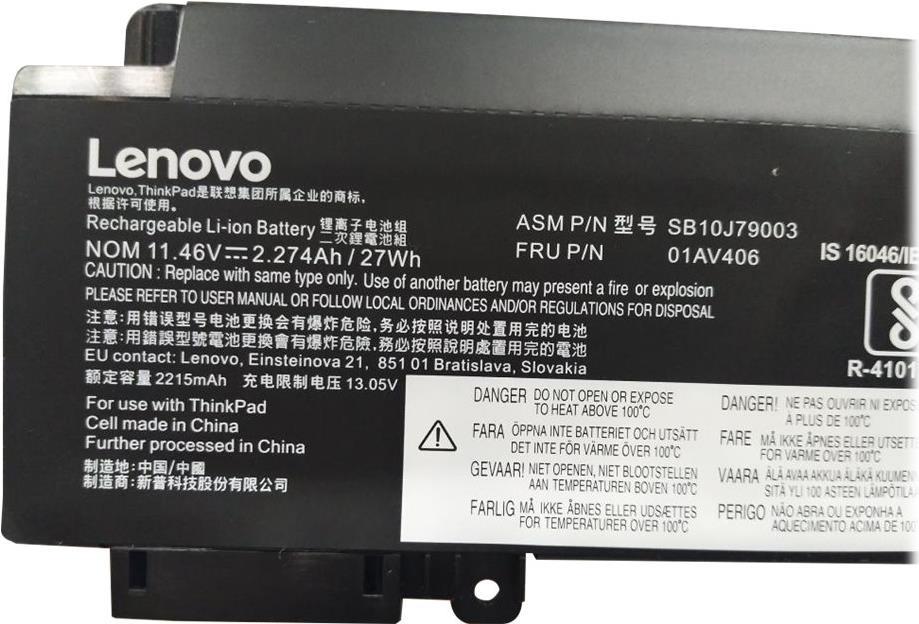 Lenovo
Lenovo,ThinkPad是联想集团所属企业的商标,
根据许可使用。
Rechargeable Li-ion Battery 锂离子电池组
二次锂電池組
NOM 11.46V⎓2.274Ah / 27Wh
ASM P/N 型号 SB10J79003
FRU P/N 01AV406
IS 16046/IE
R-4101
CAUTION : Replace with same type only. Use of another battery may present a fire or explosion
PLEASE REFER TO USER MANUAL OR FOLLOW LOCAL ORDINANCES AND/OR REGULATIONS FOR DISPOSAL
注意:用错误型号电池更换会有爆炸危险,务必按照说明处置用完的电池
注意:用錯誤型號電池更換會有爆炸危險,務必按照說明處置用完的電池
EU contact: Lenovo, Einsteinova 21, 851 01 Bratislava, Slovakia
额定容量 2215mAh 充电限制电压 13.05V
For use with ThinkPad
Cell made in China
Further processed in China
制造地:中国/中國
制造商:新普科技股份有限公司
DANGER DO NOT OPEN OR EXPOSE
TO HEAT ABOVE 100°C
FARA ÖPPNA INTE BATTERIET OCH UTSÄTT
DET INTE FÖR VÄRME ÖVER 100°C
GEVAAR! NIET OPENEN, NIET BLOOTSTELLEN
AAN TEMPERATUREN BOVEN 100°C
FARLIG MÅ IKKE ÅBNES ELLER UDSÆTTES
FOR TEMPERATURER OVER 100°C
DANGER! NE PAS OUVRIR NI EXPOS
À PLUS DE 100°C
FARE MÅ IKKE ÅPNES ELLER UTSETT
FOR VARME OVER 100°C
VAARA ÄLÄ AVAA AKKUA ÄLÄKÄ KUUMEN
SITÄ YLI 100 ASTEEN LÄMPÖTILA
PERIGO NÃO ABRA OU EXPONHA A
AQUECIMENTO ACIMA DE 100